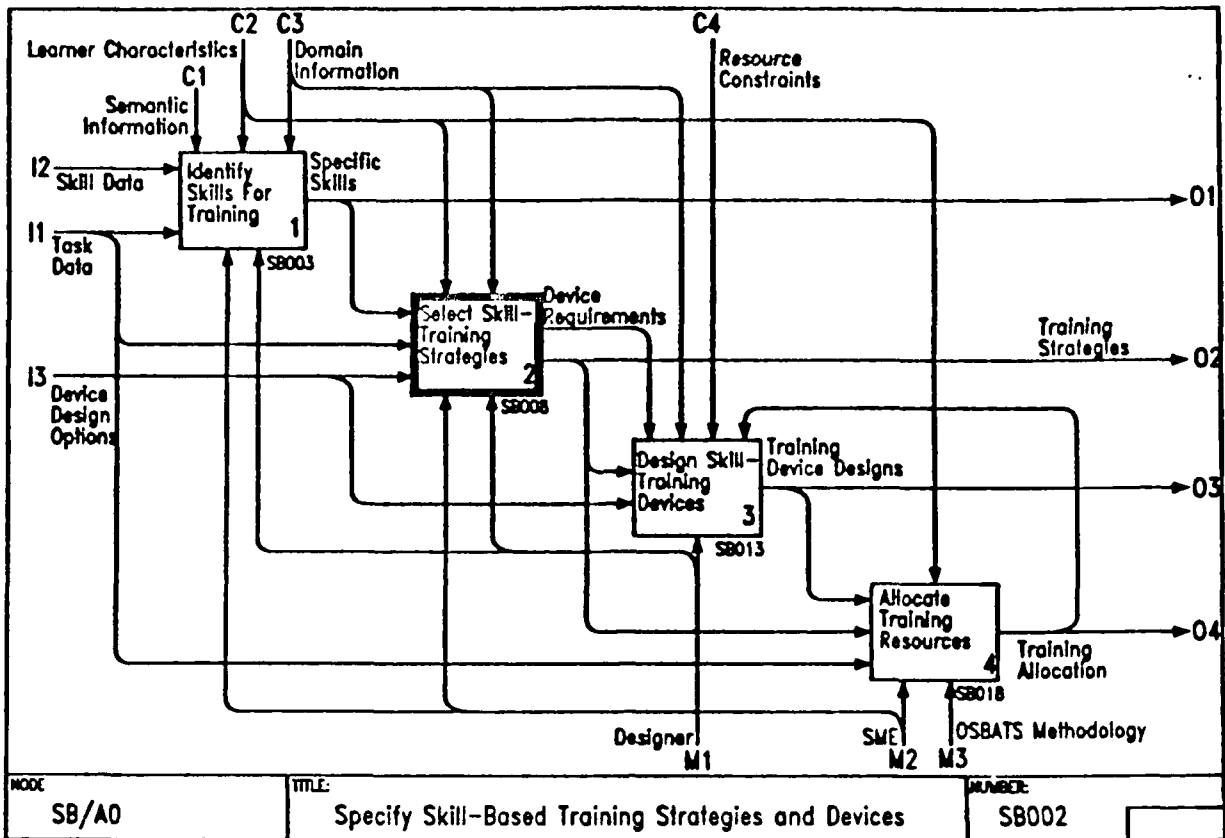 C2 C3 C4
Learner Characteristics
Domain
Information
C1
Resource
Constraints
Semantic
Information
I2
Skill Data
Identify
Skills For
Training
1
SB003
Specific
Skills
O1
I1
Task
Data
Select Skill-
Training
Strategies
2
SB008
Device
Requirements
Training
Strategies
O2
I3
Device
Design
Options
Design Skill-
Training
Devices
3
SB013
Training
Device Designs
O3
Allocate
Training
Resources
4
SB018
O4
Training
Allocation
Designer
M1
SME
M2
OSBATS Methodology
M3
NODE
SB/A0
TITLE:
Specify Skill-Based Training Strategies and Devices
NUMBER:
SB002